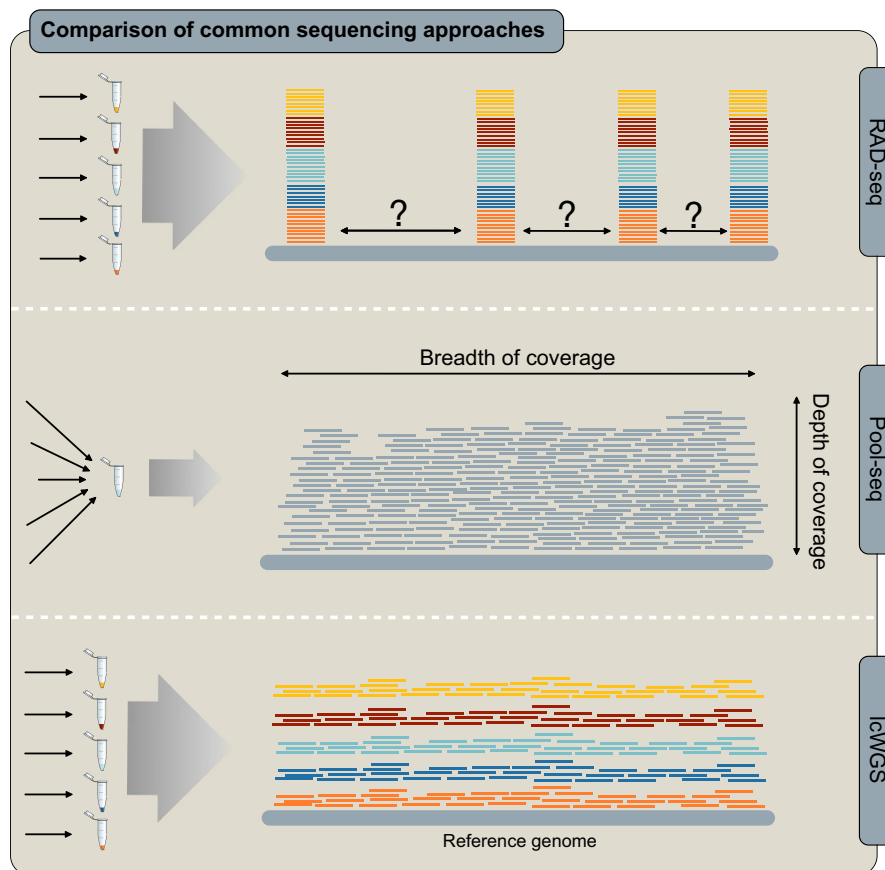 Comparison of common sequencing approaches
RAD-seq
? ? ?
Breadth of coverage
Depth of coverage
Pool-seq
lcWGS
Reference genome